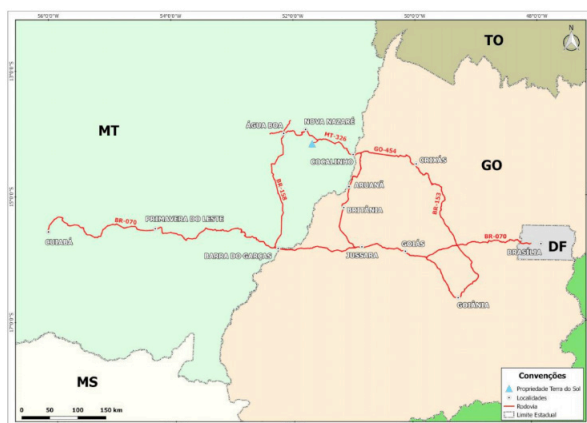 TO
N
MT
ÁGUA BOA
NOVA NAZARÉ
MT-326
COCALINHO
GO-454
CRIXÁS
GO
ARUANÃ
BR-158
BR-153
BRITÂNIA
PRIMAVERA DO LESTE
BR-070
CUIABÁ
BARRA DO GARÇAS
JUSSARA
GOIÁS
BR-070
BRASÍLIA
DF
GOIÂNIA
MS
Convenções
Propriedade Terra do Sol
Localidades
Rodovia
Limite Estadual
0 50 100 150 km